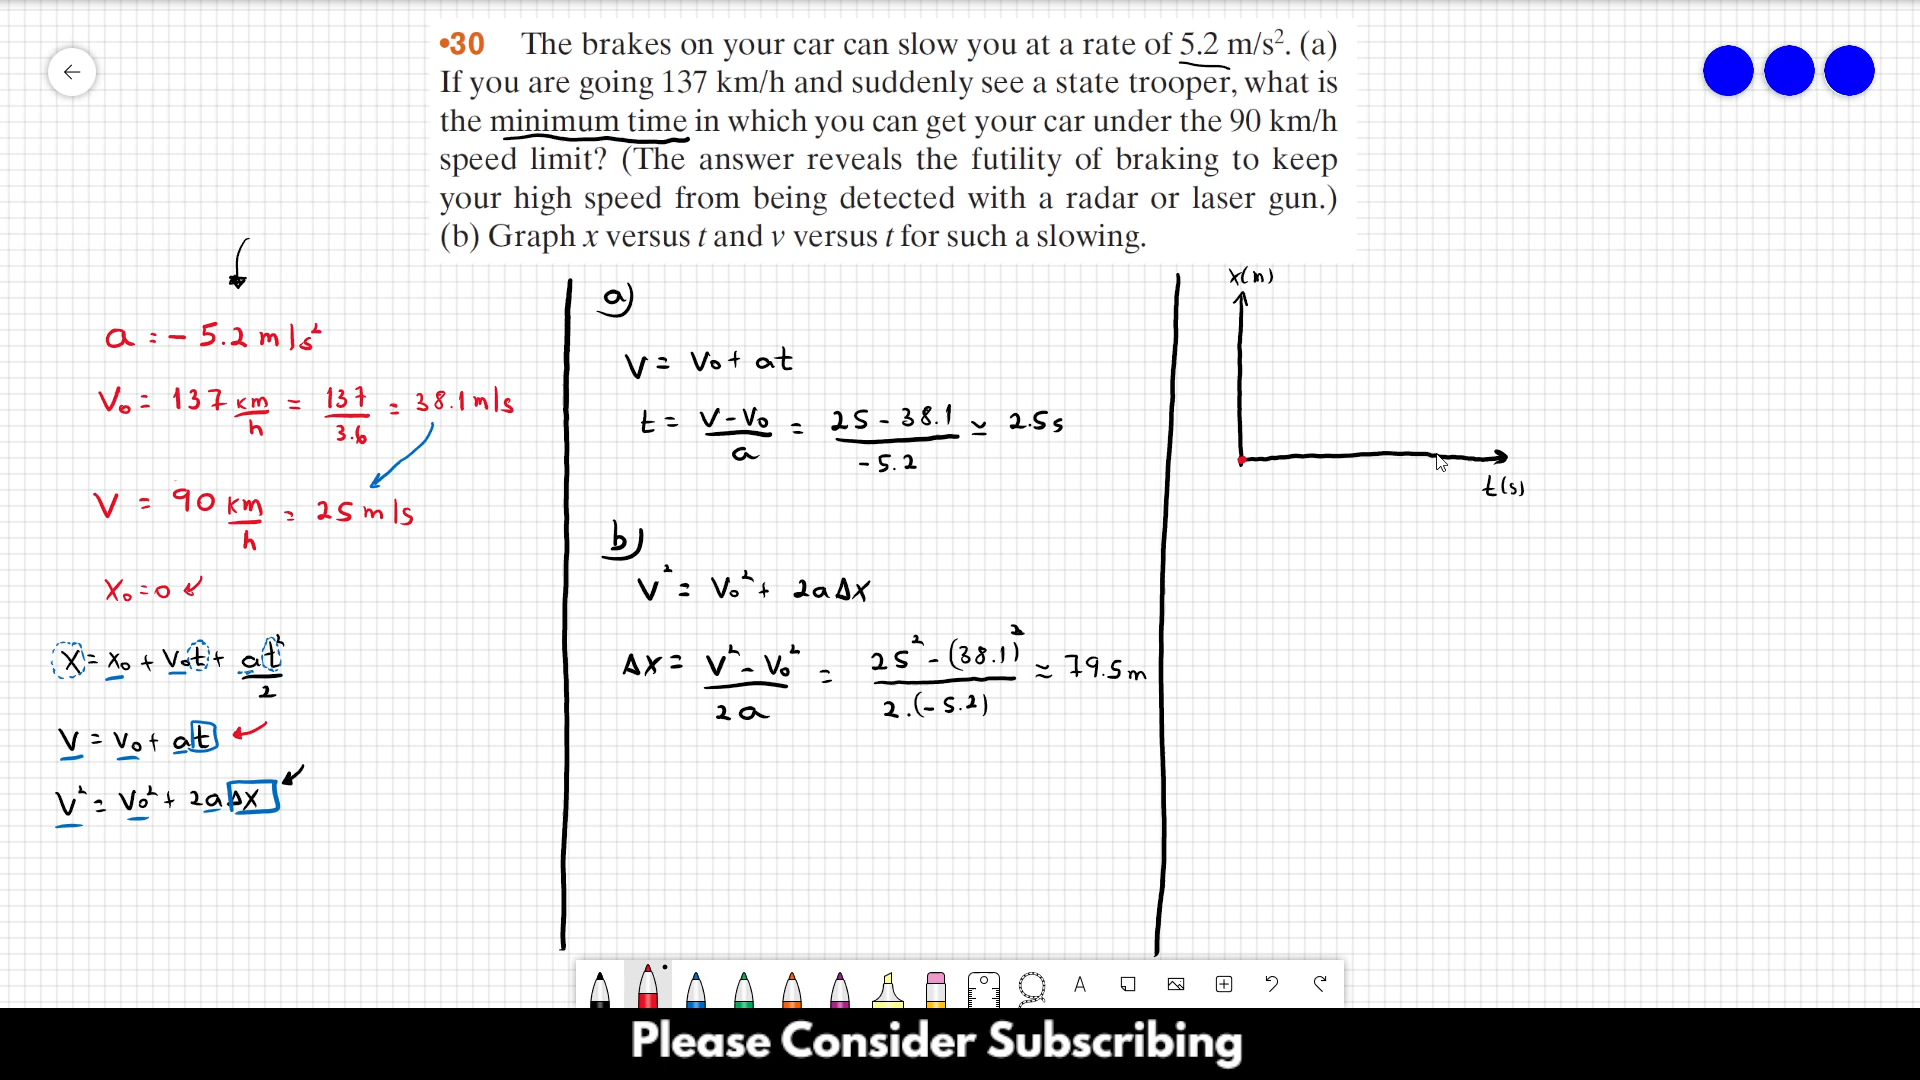 •30 The brakes on your car can slow you at a rate of 5.2 m/s². (a)
If you are going 137 km/h and suddenly see a state trooper, what is
the minimum time in which you can get your car under the 90 km/h
speed limit? (The answer reveals the futility of braking to keep
your high speed from being detected with a radar or laser gun.)
(b) Graph x versus t and v versus t for such a slowing.
a = - 5.2 m/s²
V₀ = 137 km/h = 137/3.6 = 38.1 m/s
V = 90 km/h = 25 m/s
X₀ = 0
X = X₀ + V₀t + at²/2
V = V₀ + at
V² = V₀² + 2aΔX
a)
V = V₀ + at
t = (V - V₀)/a = (25 - 38.1)/(-5.2) ≃ 2.5s
b)
V² = V₀² + 2aΔX
ΔX = (V² - V₀²)/2a = (25² - (38.1)²)/(2.(-5.2)) ≈ 79.5m
X(m)
t(s)
A
Please Consider Subscribing